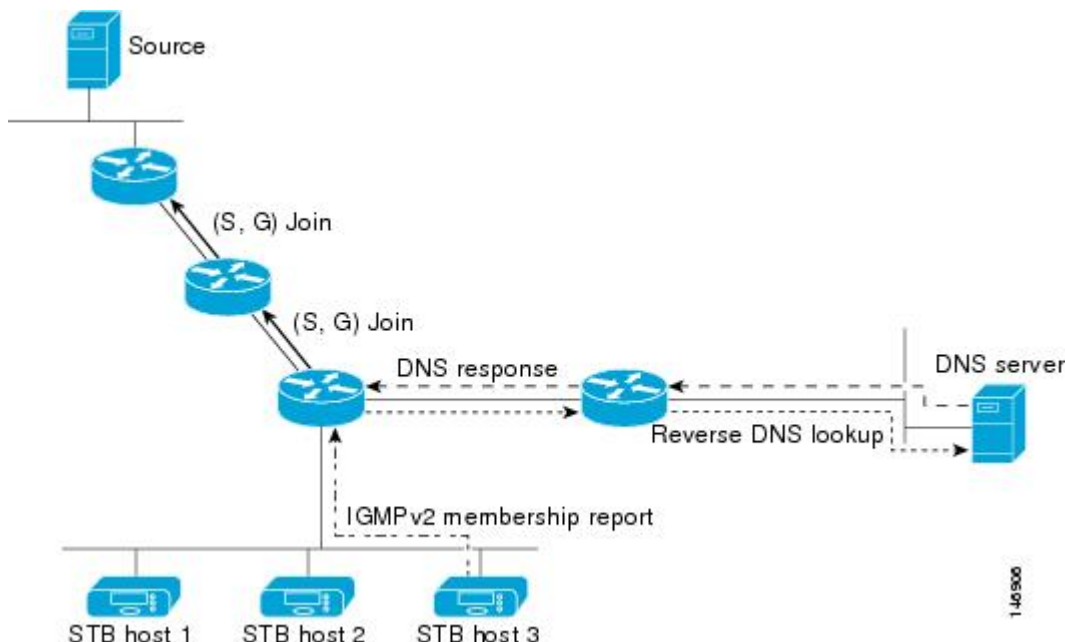 Source
(S, G) Join
(S, G) Join
DNS response
DNS server
Reverse DNS lookup
IGMPv2 membership report
STB host 1
STB host 2
STB host 3
146906